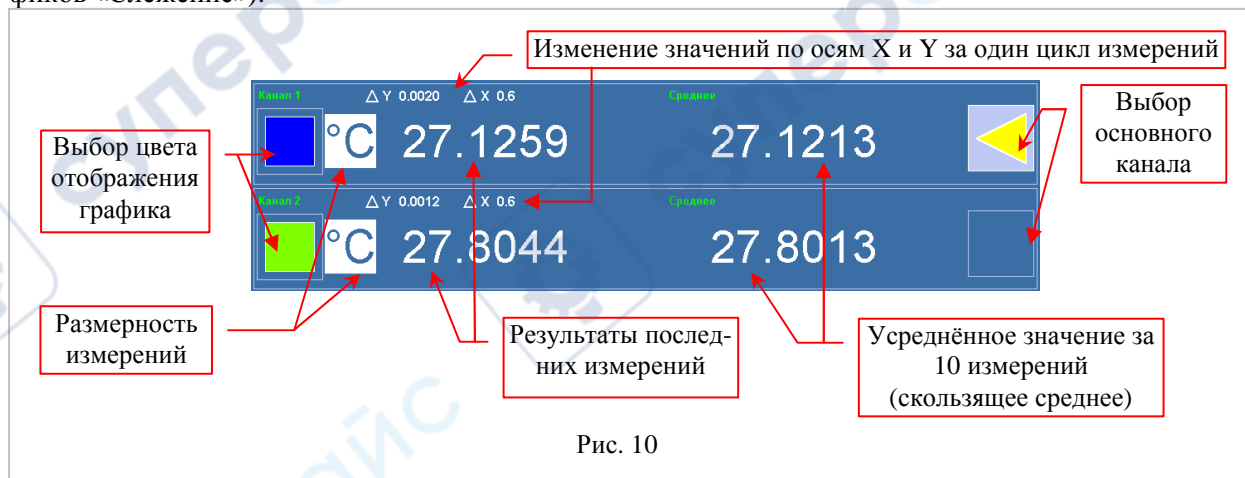 фиков «Слежение»).
Изменение значений по осям X и Y за один цикл измерений
Канал 1
△ Y 0.0020 △ X 0.6
Среднее
°C 27.1259 27.1213
Канал 2
△ Y 0.0012 △ X 0.6
Среднее
°C 27.8044 27.8013
Выбор цвета
отображения
графика
Выбор
основного
канала
Размерность
измерений
Результаты послед-
них измерений
Усреднённое значение за
10 измерений
(скользящее среднее)
Рис. 10